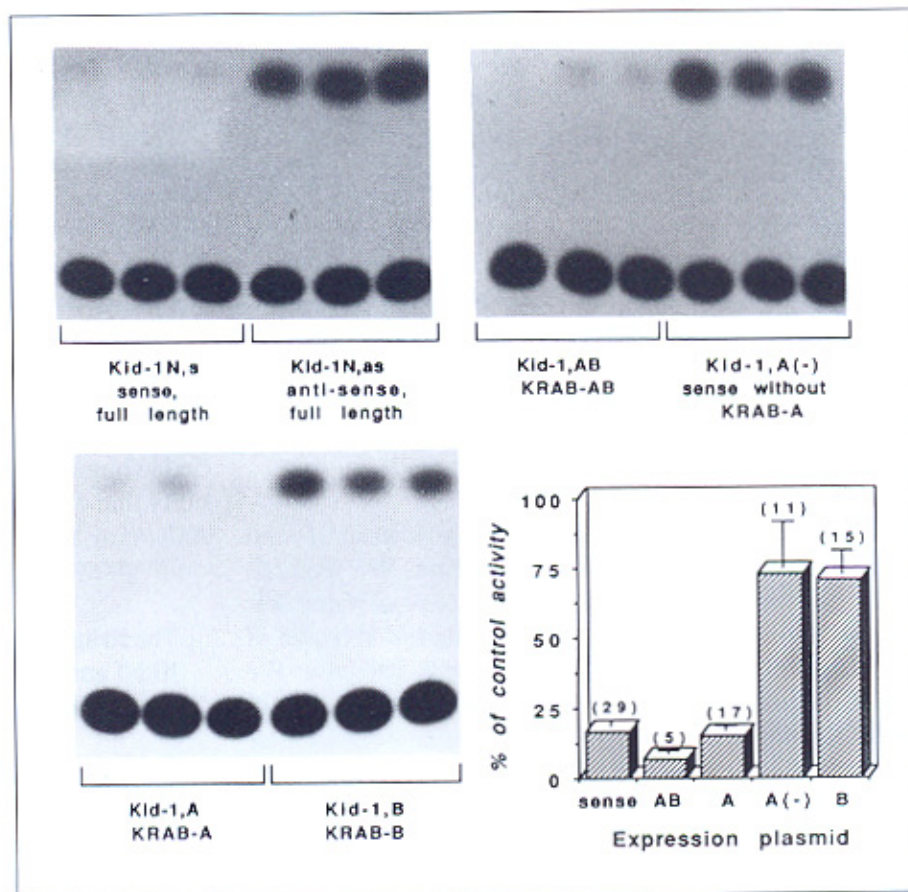 Kid-1N,s
sense,
full length
Kid-1N,as
anti-sense,
full length
Kid-1,AB
KRAB-AB
Kid-1,A(-)
sense without
KRAB-A
Kid-1,A
KRAB-A
Kid-1,B
KRAB-B
% of control activity
100
75
50
25
0
(29)
(5)
(17)
(11)
(15)
sense AB A A(-) B
Expression plasmid